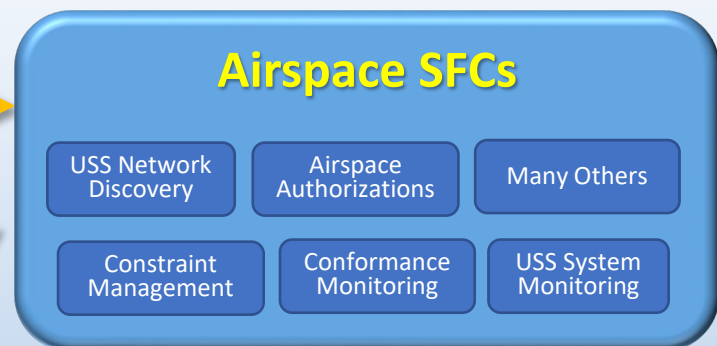 Airspace SFCs
USS Network
Discovery
Airspace
Authorizations
Many Others
Constraint
Management
Conformance
Monitoring
USS System
Monitoring